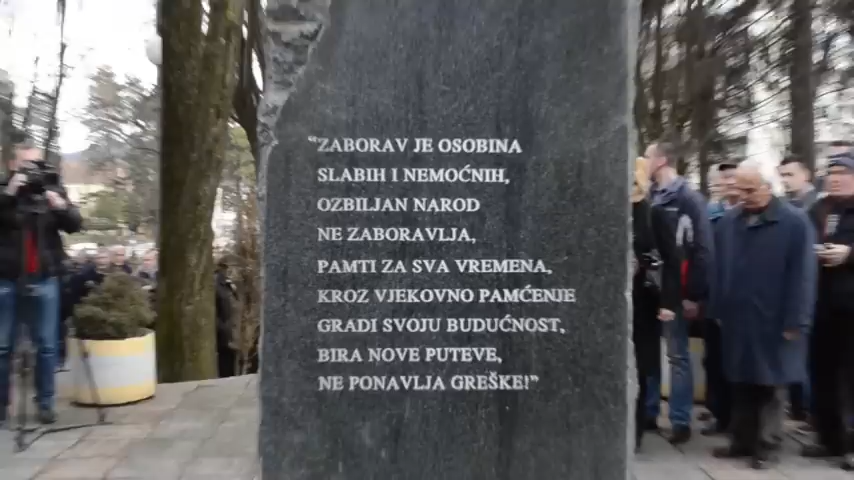 “ZABORAV JE OSOBINA
SLABIH I NEMOĆNIH,
OZBILJAN NAROD
NE ZABORAVLJA,
PAMTI ZA SVA VREMENA,
KROZ VJEKOVNO PAMĆENJE
GRADI SVOJU BUDUĆNOST,
BIRA NOVE PUTEVE,
NE PONAVLJA GREŠKE!”